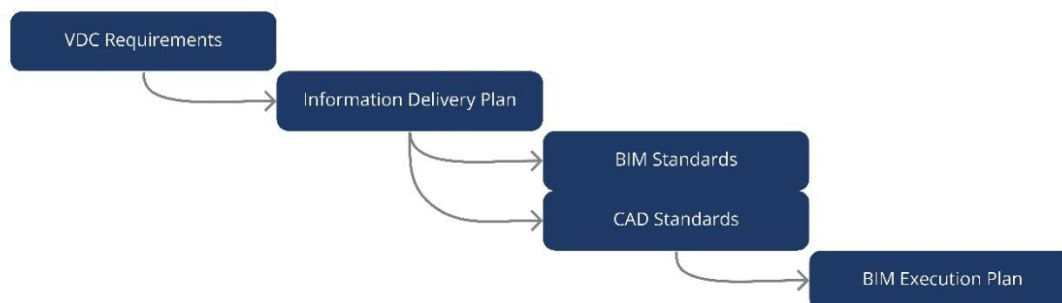 VDC Requirements
Information Delivery Plan
BIM Standards
CAD Standards
BIM Execution Plan